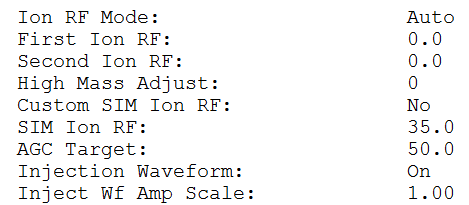 Ion RF Mode: Auto
First Ion RF: 0.0
Second Ion RF: 0.0
High Mass Adjust: 0
Custom SIM Ion RF: No
SIM Ion RF: 35.0
AGC Target: 50.0
Injection Waveform: On
Inject Wf Amp Scale: 1.00